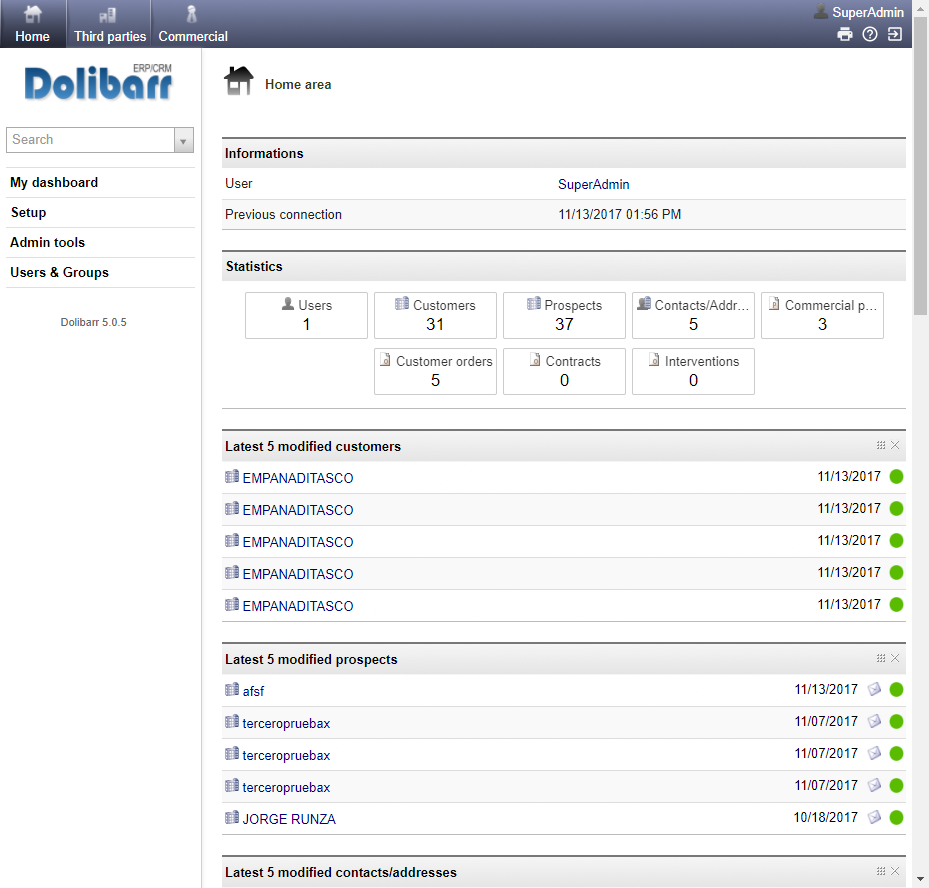 Home Third parties Commercial SuperAdmin
ERP/CRM
Dolibarr
Search
My dashboard
Setup
Admin tools
Users & Groups
Dolibarr 5.0.5
Home area
Informations
User SuperAdmin
Previous connection 11/13/2017 01:56 PM
Statistics
Users
1
Customers
31
Prospects
37
Contacts/Addr...
5
Commercial p...
3
Customer orders
5
Contracts
0
Interventions
0
Latest 5 modified customers
EMPANADITASCO 11/13/2017
EMPANADITASCO 11/13/2017
EMPANADITASCO 11/13/2017
EMPANADITASCO 11/13/2017
EMPANADITASCO 11/13/2017
Latest 5 modified prospects
afsf 11/13/2017
terceropruebax 11/07/2017
terceropruebax 11/07/2017
terceropruebax 11/07/2017
JORGE RUNZA 10/18/2017
Latest 5 modified contacts/addresses